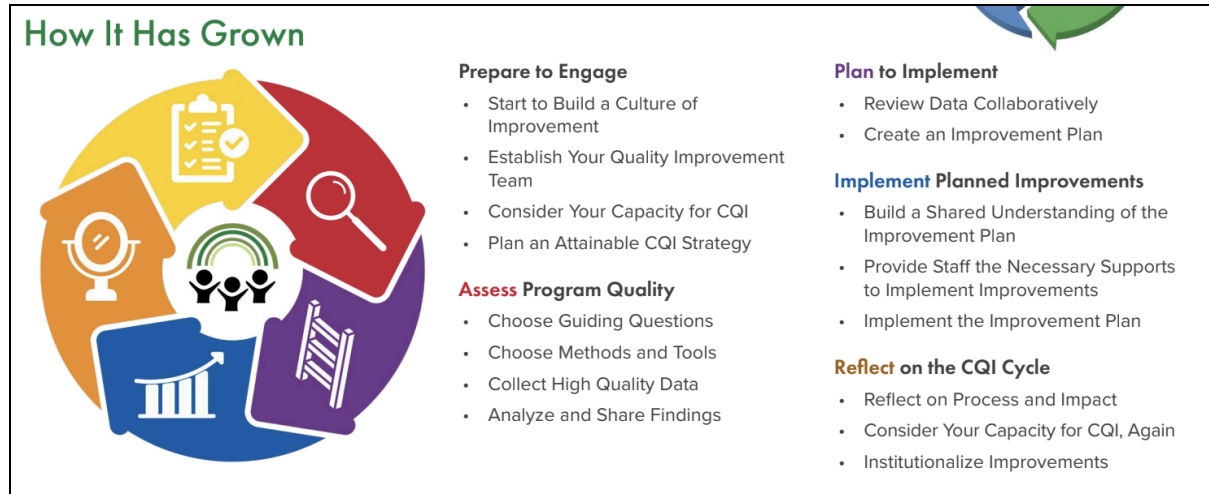 How It Has Grown
Prepare to Engage
• Start to Build a Culture of
Improvement
• Establish Your Quality Improvement
Team
• Consider Your Capacity for CQI
• Plan an Attainable CQI Strategy
Assess Program Quality
• Choose Guiding Questions
• Choose Methods and Tools
• Collect High Quality Data
• Analyze and Share Findings
Plan to Implement
• Review Data Collaboratively
• Create an Improvement Plan
Implement Planned Improvements
• Build a Shared Understanding of the
Improvement Plan
• Provide Staff the Necessary Supports
to Implement Improvements
• Implement the Improvement Plan
Reflect on the CQI Cycle
• Reflect on Process and Impact
• Consider Your Capacity for CQI, Again
• Institutionalize Improvements